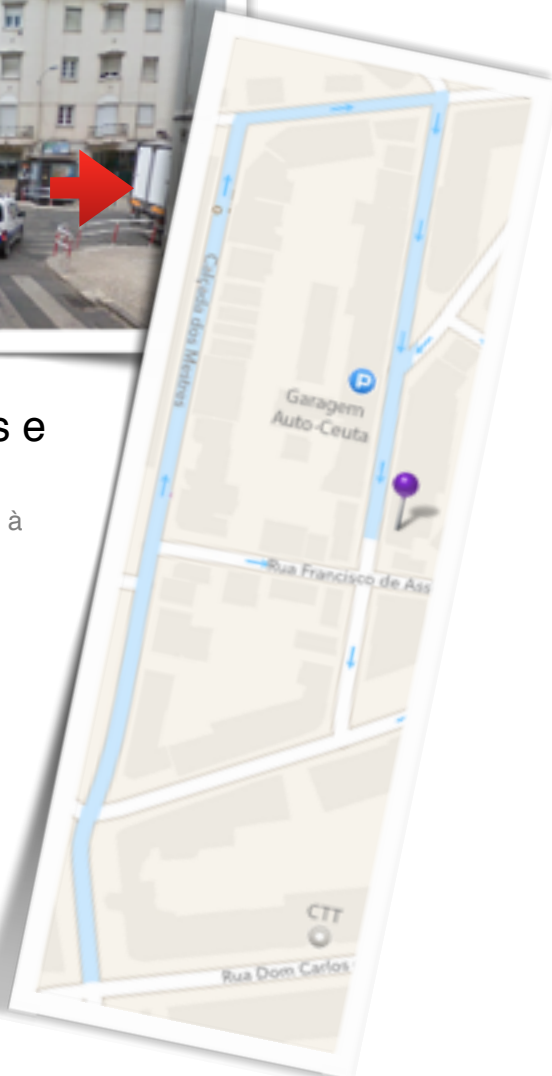 s e
à
Calçada dos Mestres
P
Garagem
Auto-Ceuta
Rua Francisco de Ass
CTT
Rua Dom Carlos